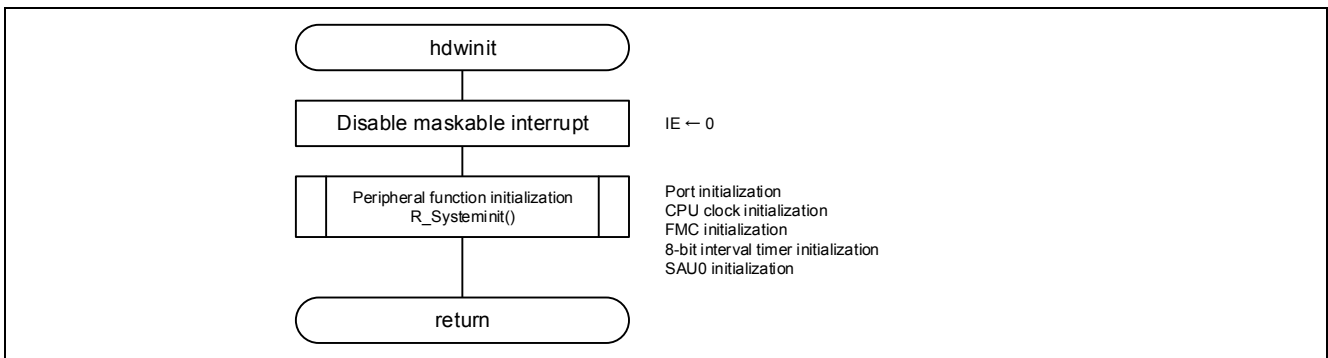 hdwinit
Disable maskable interrupt
IE ← 0
Peripheral function initialization
R_Systeminit()
Port initialization
CPU clock initialization
FMC initialization
8-bit interval timer initialization
SAU0 initialization
return